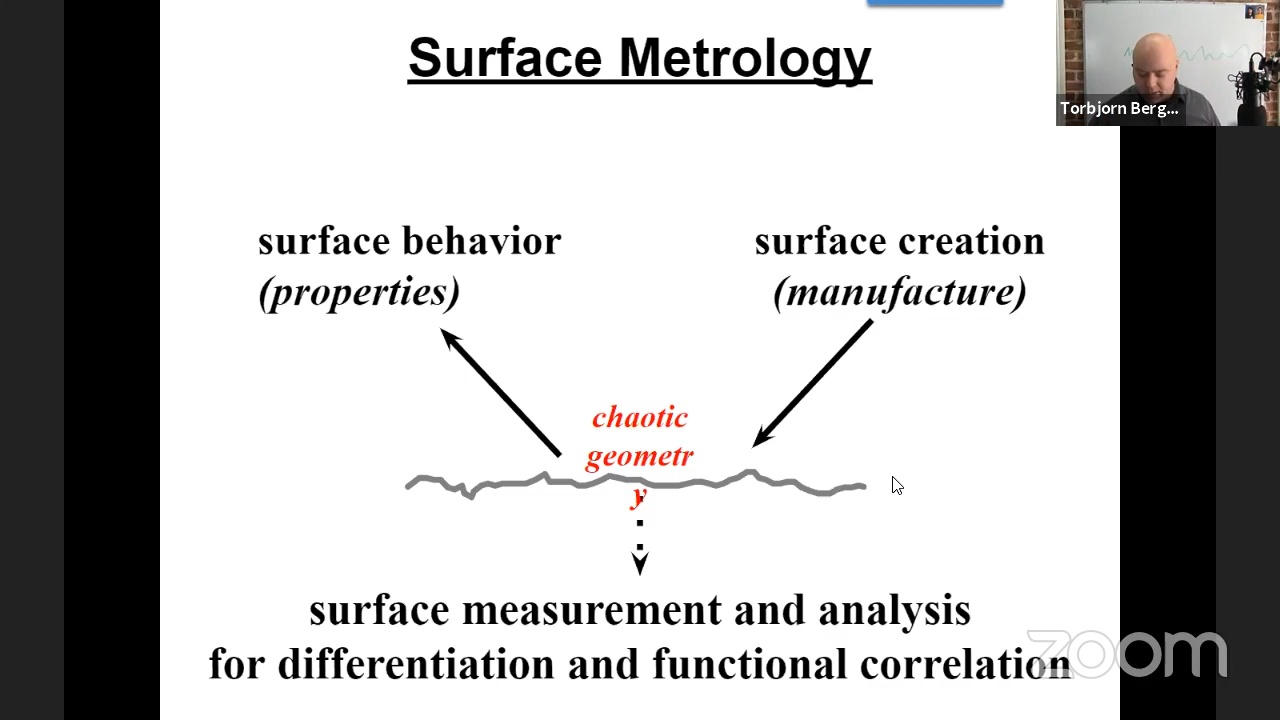 Surface Metrology
Torbjorn Berg...
surface behavior
(properties)
surface creation
(manufacture)
chaotic
geometr
y
surface measurement and analysis
for differentiation and functional correlation
zoom